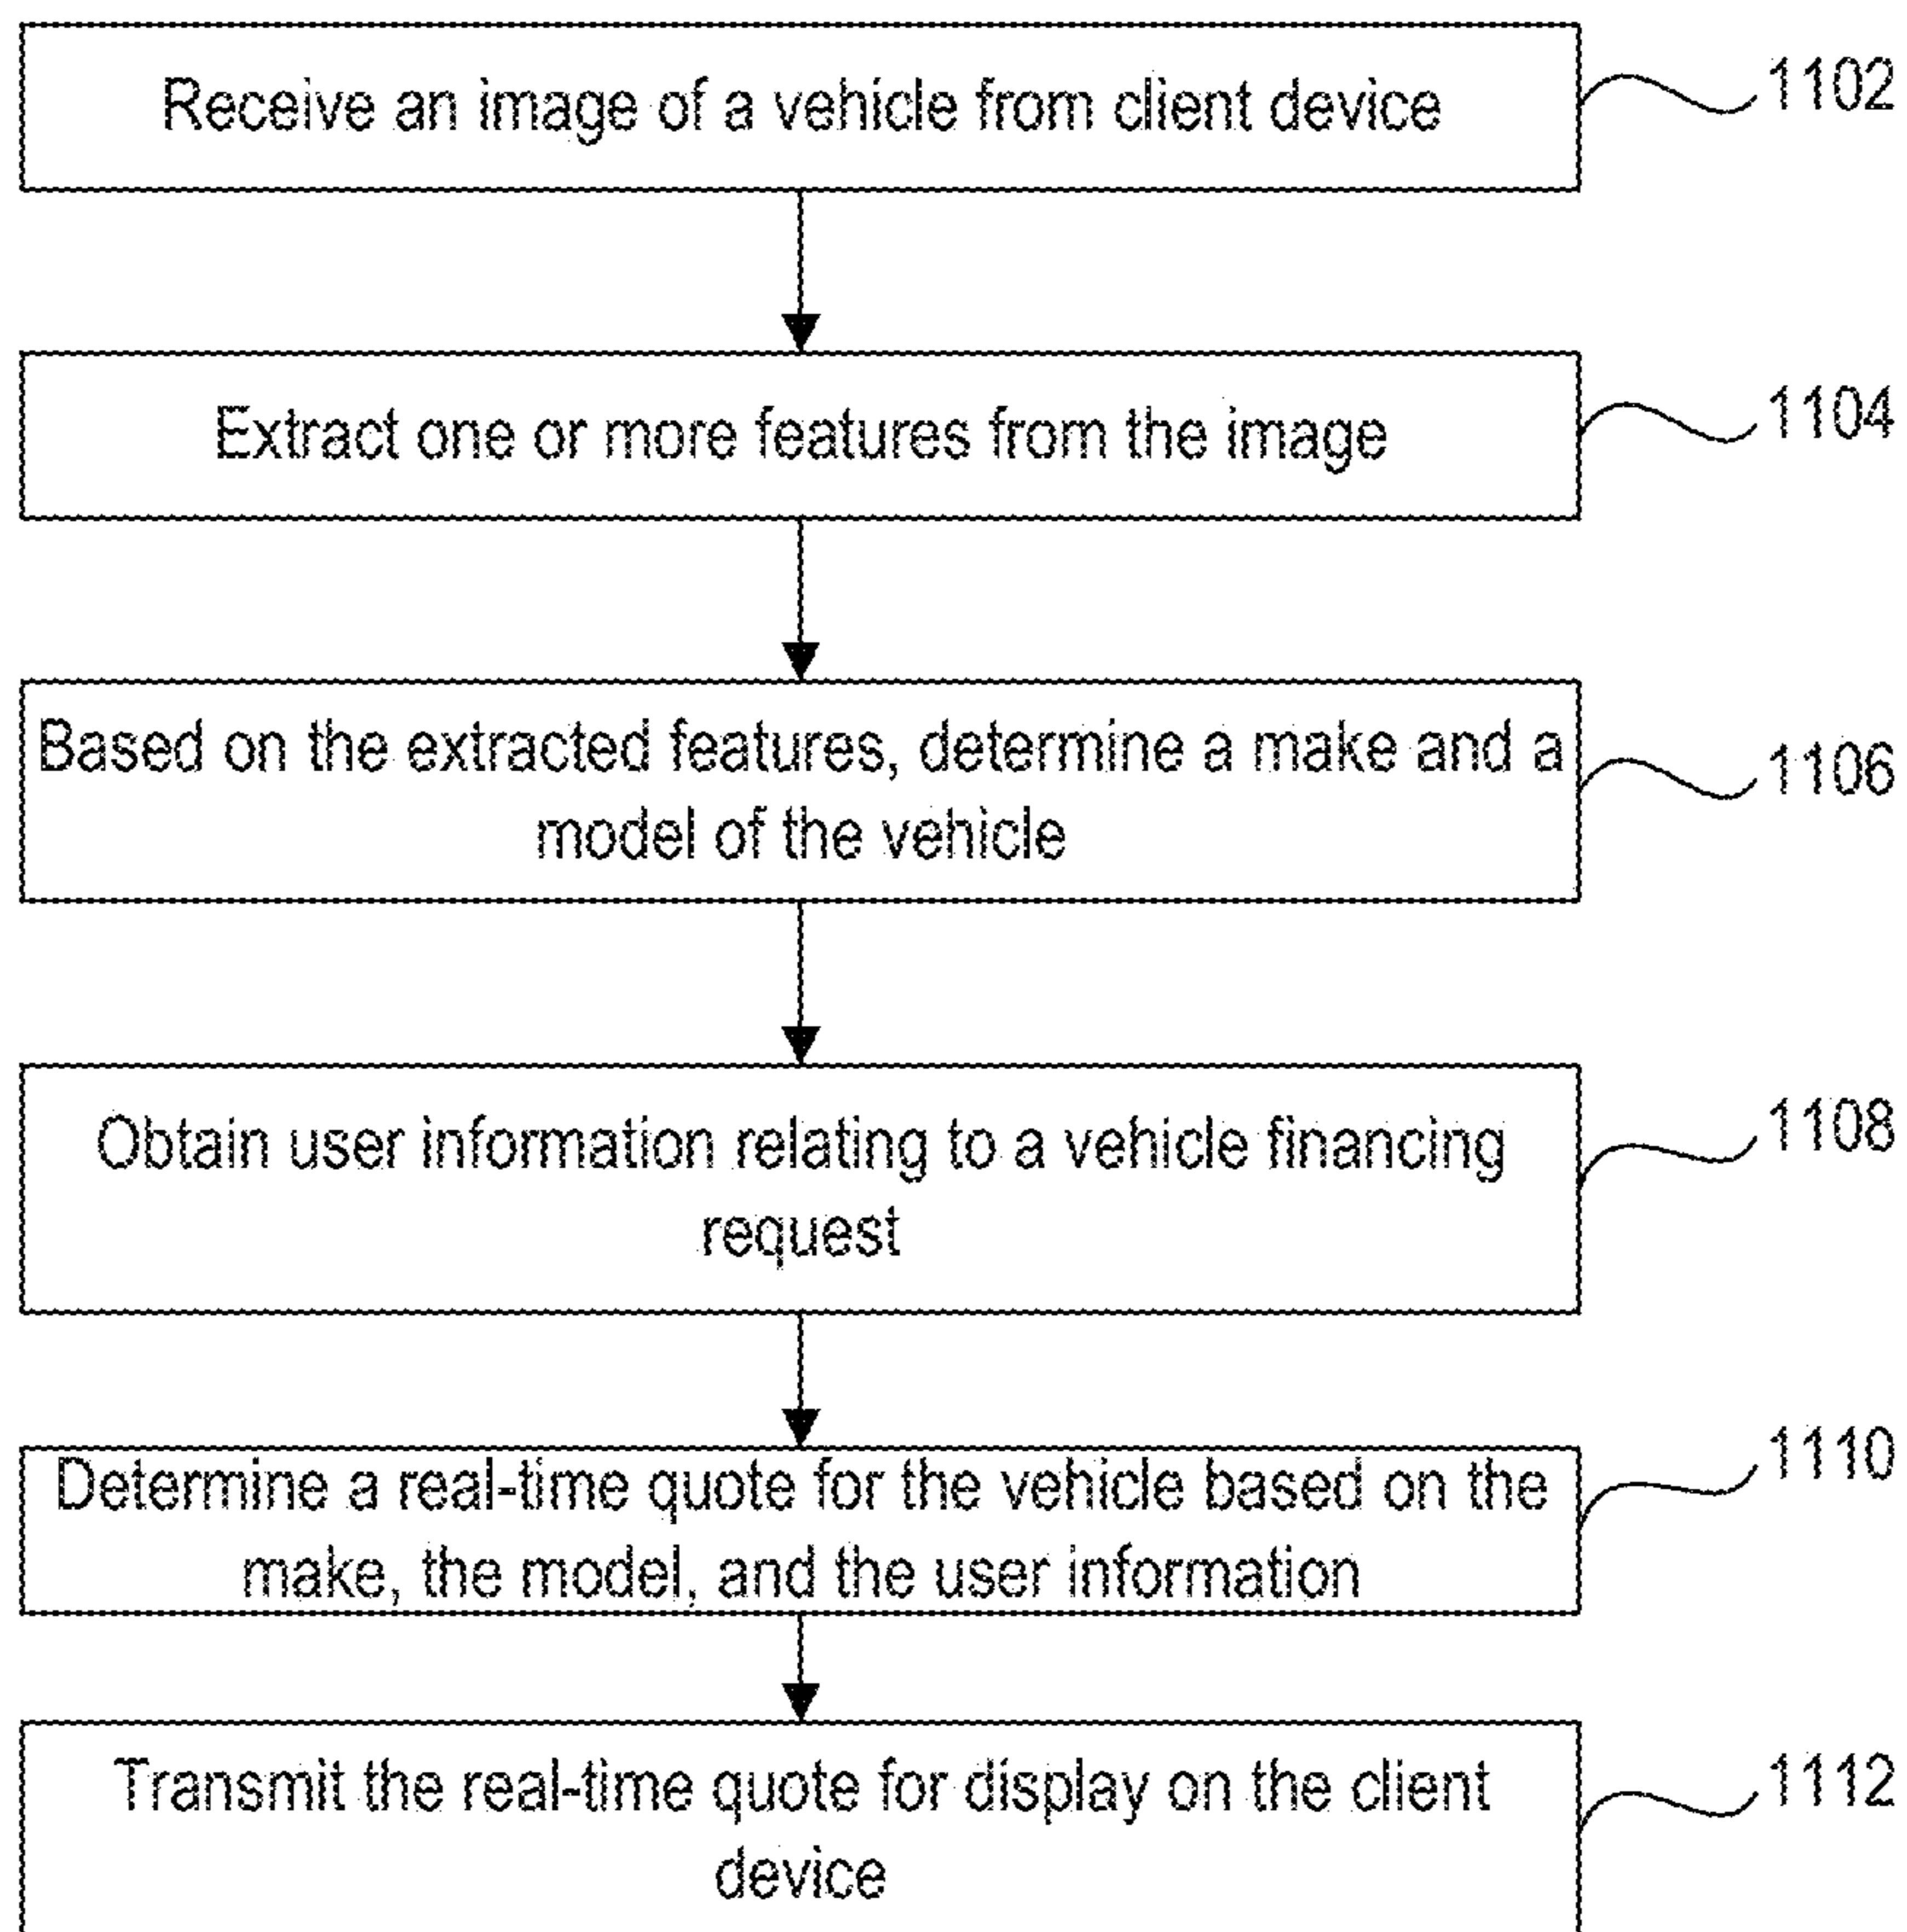 Receive an image of a vehicle from client device
1102
Extract one or more features from the image
1104
Based on the extracted features, determine a make and a
model of the vehicle
1106
Obtain user information relating to a vehicle financing
request
1108
Determine a real-time quote for the vehicle based on the
make, the model, and the user information
1110
Transmit the real-time quote for display on the client
device
1112